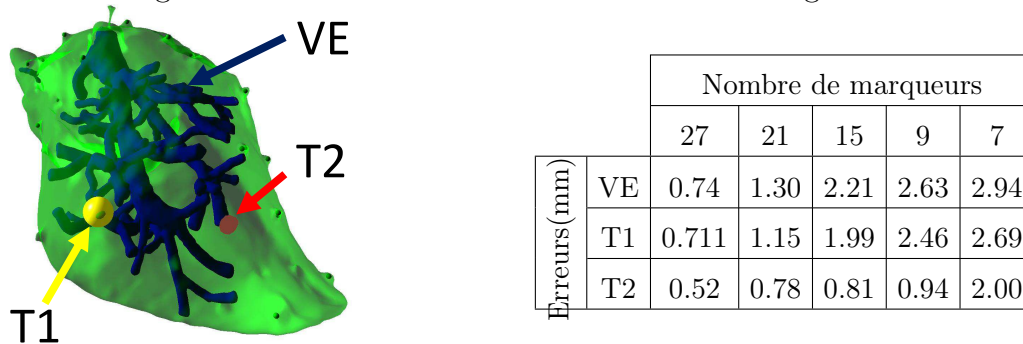 VE
T2
T1
Nombre de marqueurs
27 21 15 9 7
Erreurs(mm)
VE 0.74 1.30 2.21 2.63 2.94
T1 0.711 1.15 1.99 2.46 2.69
T2 0.52 0.78 0.81 0.94 2.00